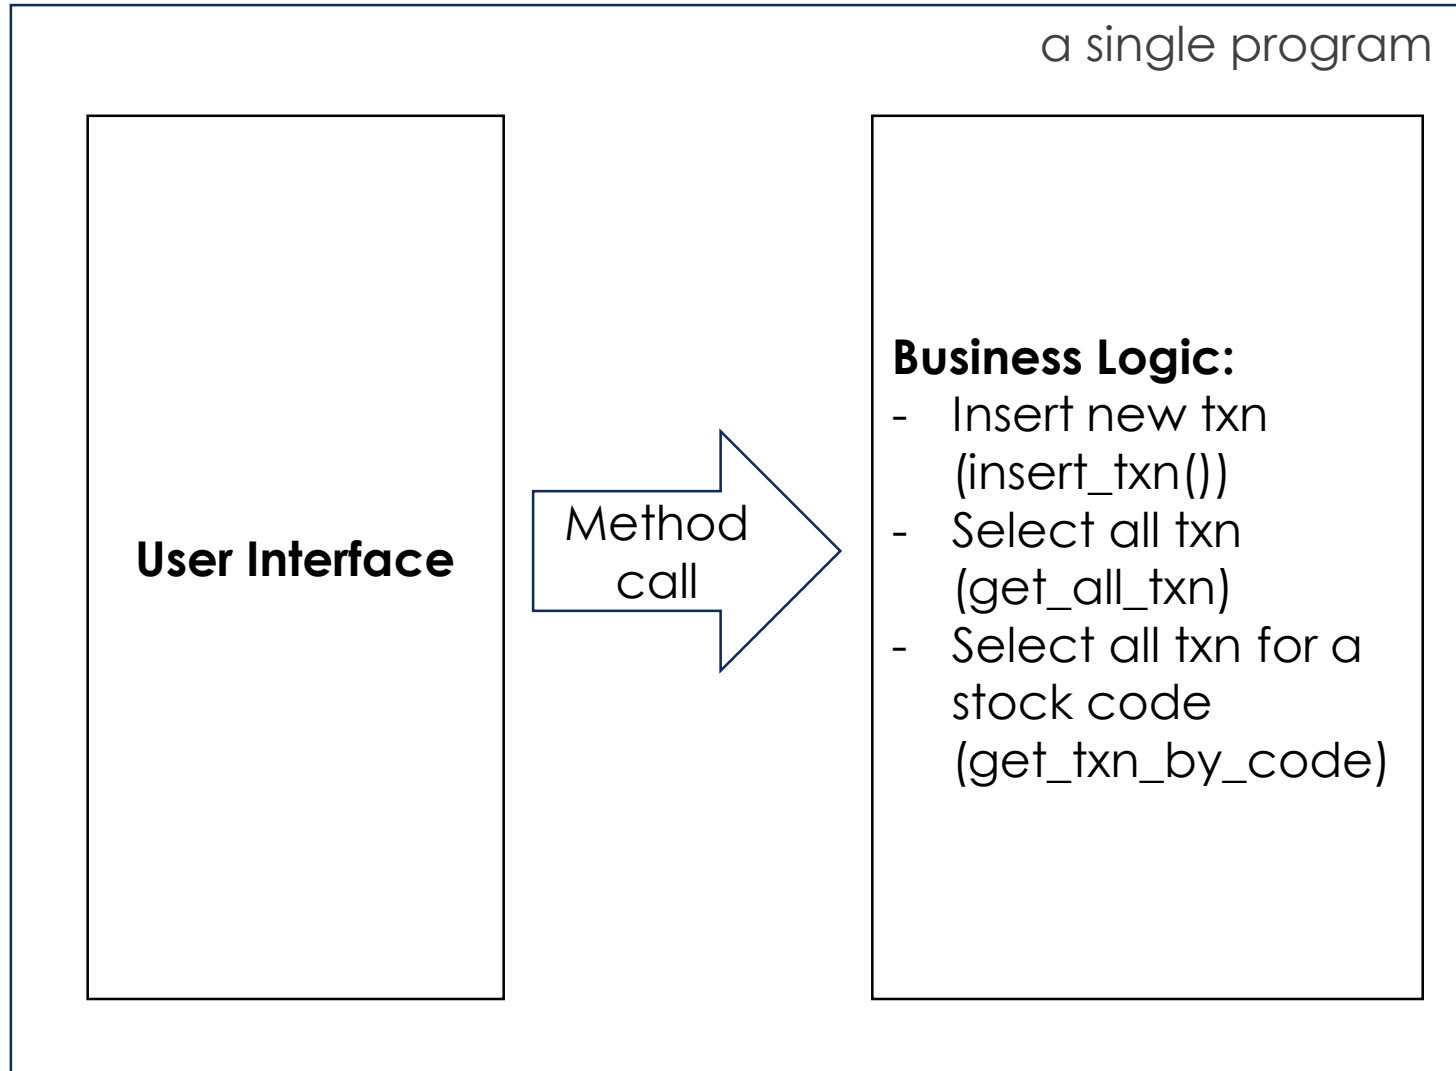 a single program
User Interface
Method
call
Business Logic:
- Insert new txn
(insert_txn())
- Select all txn
(get_all_txn)
- Select all txn for a
stock code
(get_txn_by_code)